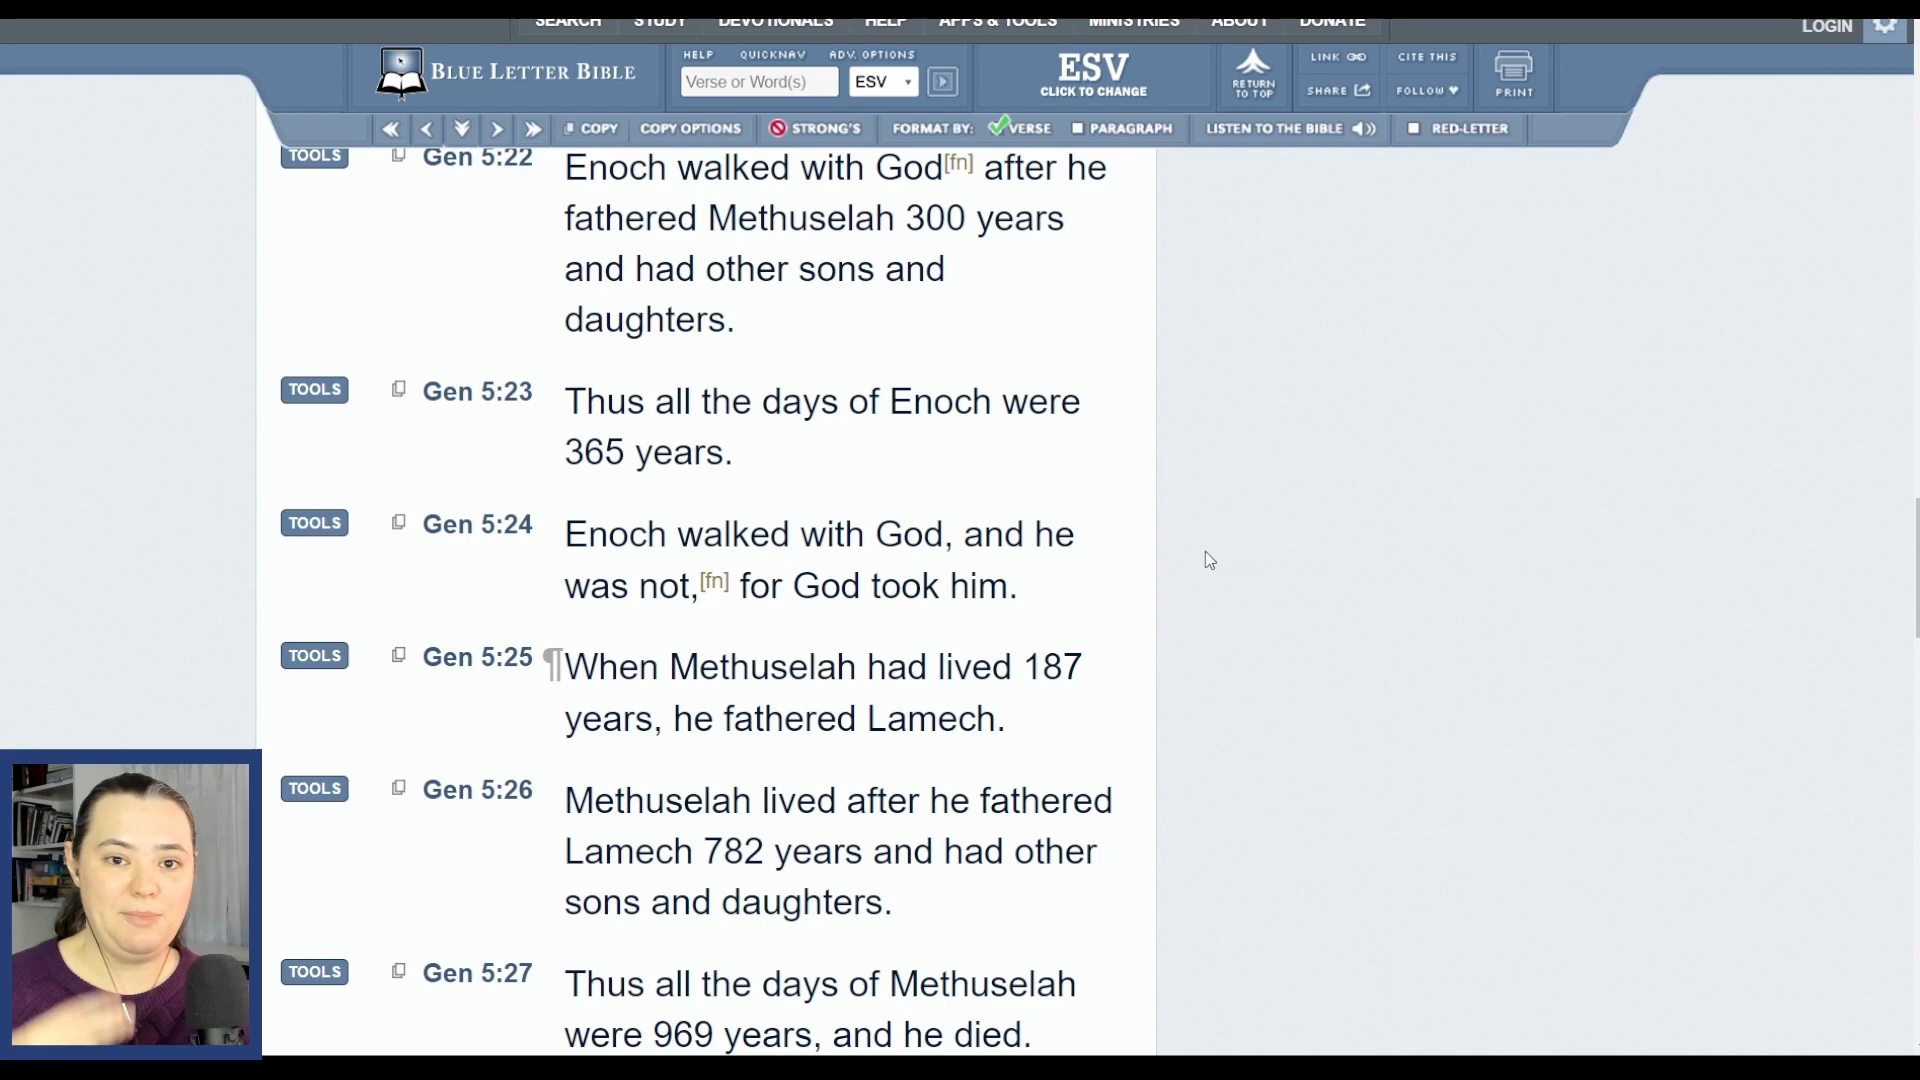 SEARCH STUDY DEVOTIONALS HELP APPS & TOOLS MINISTRIES ABOUT DONATE
LOGIN
BLUE LETTER BIBLE
HELP QUICKNAV ADV. OPTIONS
Verse or Word(s) ESV
ESV
CLICK TO CHANGE
RETURN
TO TOP
LINK CITE THIS
SHARE FOLLOW
PRINT
COPY COPY OPTIONS STRONG'S FORMAT BY: VERSE PARAGRAPH LISTEN TO THE BIBLE RED-LETTER
TOOLS Gen 5:22 Enoch walked with God[fn] after he
fathered Methuselah 300 years
and had other sons and
daughters.
TOOLS Gen 5:23 Thus all the days of Enoch were
365 years.
TOOLS Gen 5:24 Enoch walked with God, and he
was not,[fn] for God took him.
TOOLS Gen 5:25 ¶When Methuselah had lived 187
years, he fathered Lamech.
TOOLS Gen 5:26 Methuselah lived after he fathered
Lamech 782 years and had other
sons and daughters.
TOOLS Gen 5:27 Thus all the days of Methuselah
were 969 years, and he died.